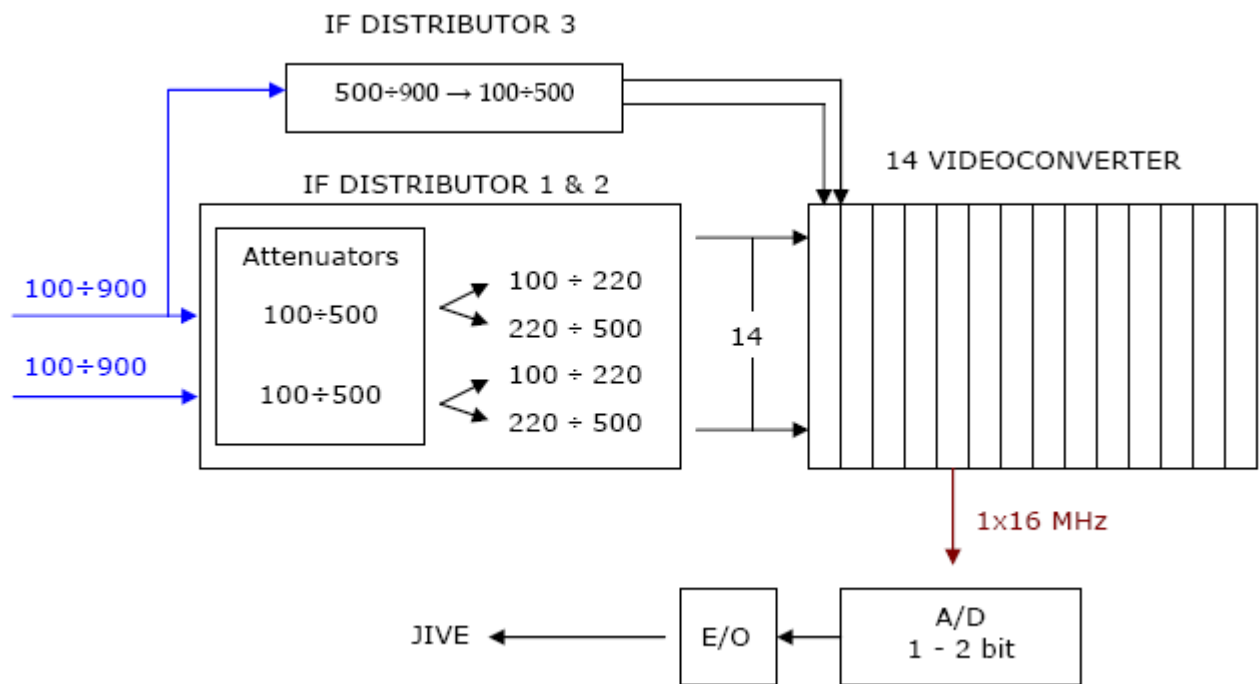 IF DISTRIBUTOR 3
500÷900 → 100÷500
14 VIDEOCONVERTER
IF DISTRIBUTOR 1 & 2
Attenuators
100÷900
100÷500
100 ÷ 220
220 ÷ 500
14
100÷900
100÷500
100 ÷ 220
220 ÷ 500
1x16 MHz
JIVE
E/O
A/D
1 - 2 bit